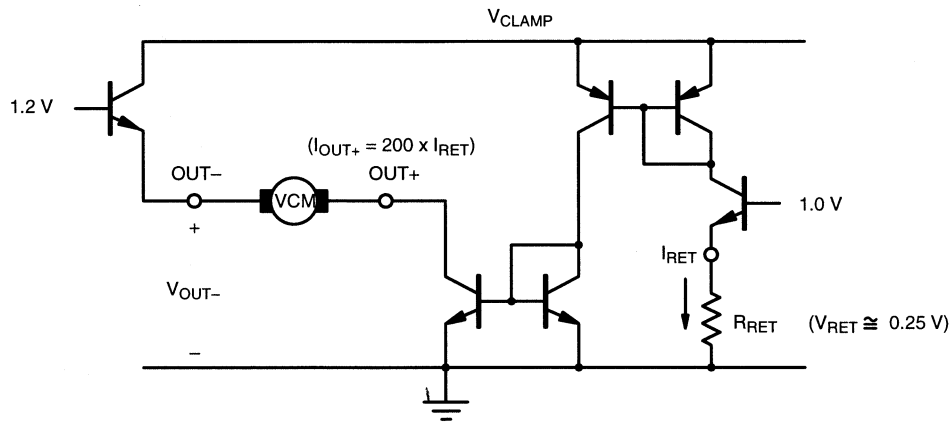 VCLAMP
1.2 V
(IOUT+ = 200 x IRET)
OUT−
OUT+
VCM
1.0 V
+
IRET
VOUT−
RRET
(VRET ≅ 0.25 V)
−